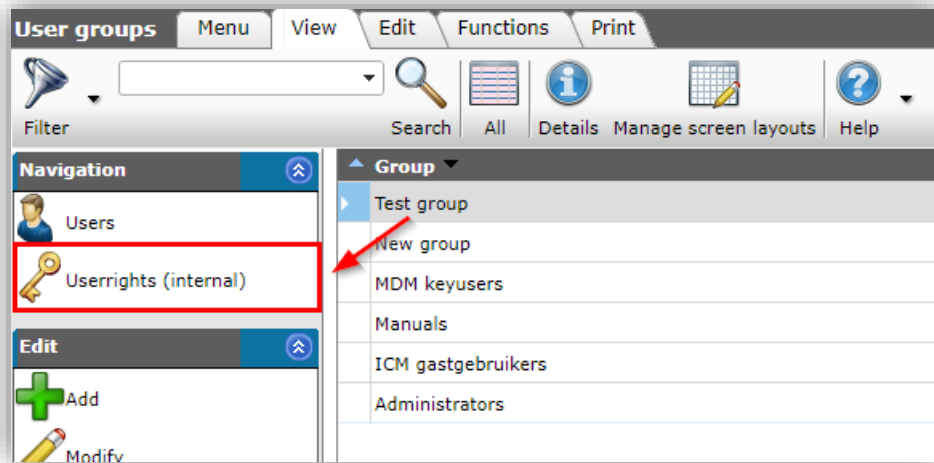 User groups Menu View Edit Functions Print
Filter Search All Details Manage screen layouts Help
Navigation
Users
Userrights (internal)
Edit
Add
Modify
Group
Test group
New group
MDM keyusers
Manuals
ICM gastgebruikers
Administrators